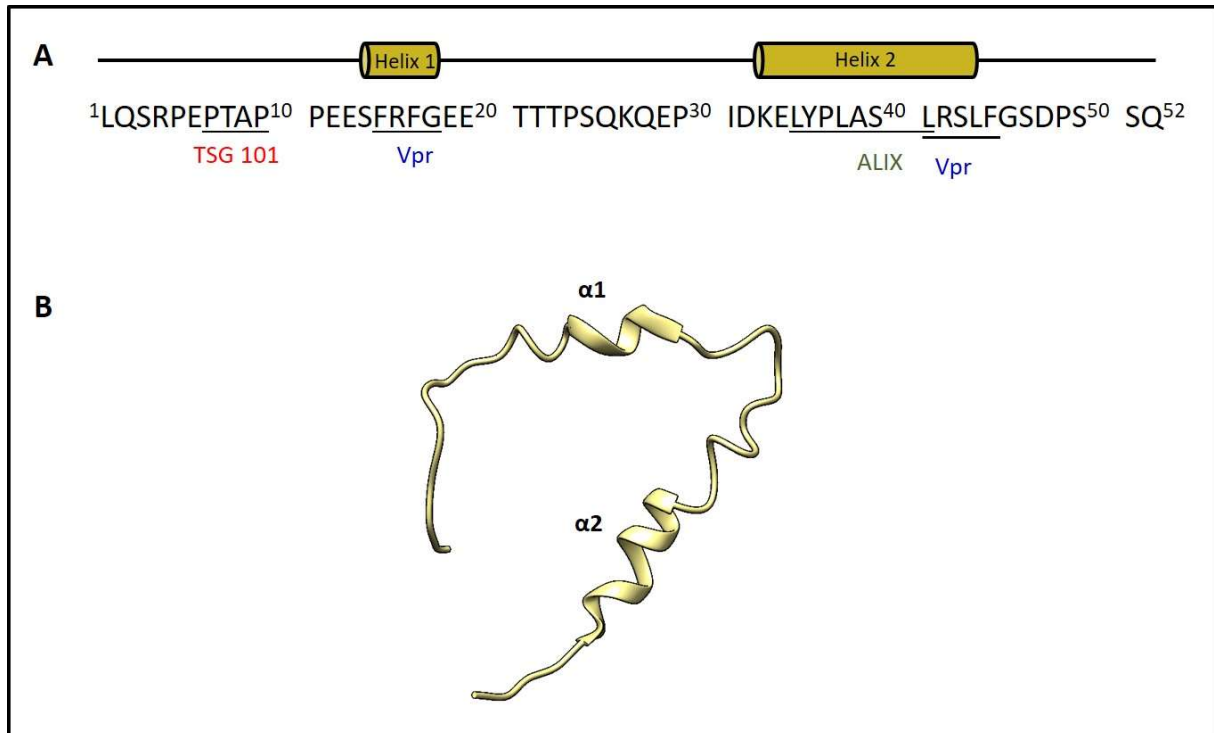 A
Helix 1 Helix 2
¹LQSRPEPTAP¹⁰ PEESFRFGEE²⁰ TTTPSQKQEP³⁰ IDKELYPLAS⁴⁰ LRSLFGSDPS⁵⁰ SQ⁵²
TSG 101 Vpr ALIX Vpr
B
α1
α2